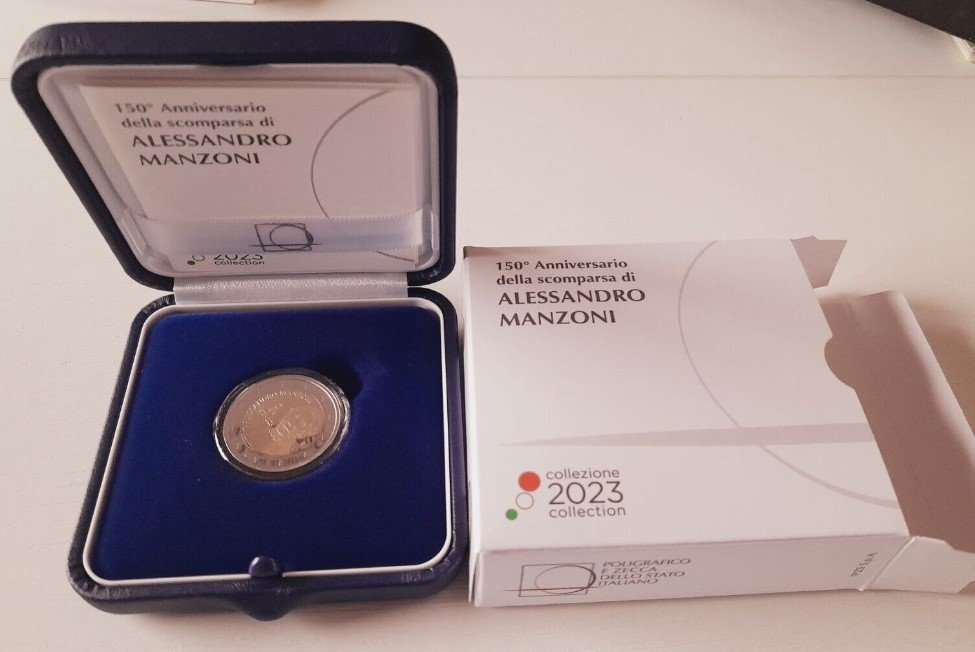 150° Anniversario
della scomparsa di
ALESSANDRO
MANZONI
2023
collection
150° Anniversario
della scomparsa di
ALESSANDRO
MANZONI
collezione
2023
collection
POLIGRAFICO
E ZECCA
DELLO STATO
ITALIANO